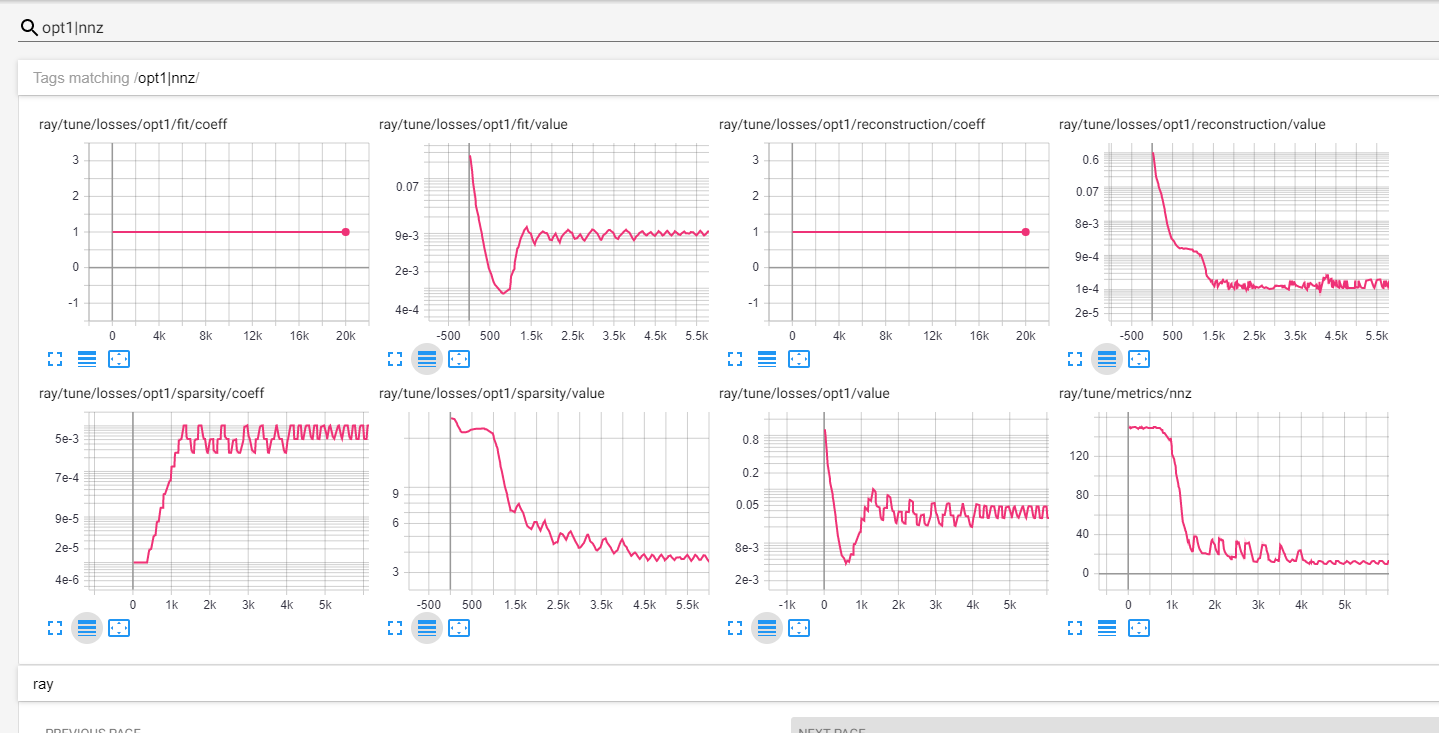 opt1|nnz
Tags matching /opt1|nnz/
ray/tune/losses/opt1/fit/coeff
3
2
1
0
-1
0 4k 8k 12k 16k 20k
ray/tune/losses/opt1/fit/value
0.07
9e-3
2e-3
4e-4
-500 500 1.5k 2.5k 3.5k 4.5k 5.5k
ray/tune/losses/opt1/reconstruction/coeff
3
2
1
0
-1
0 4k 8k 12k 16k 20k
ray/tune/losses/opt1/reconstruction/value
0.6
0.07
8e-3
9e-4
1e-4
2e-5
-500 500 1.5k 2.5k 3.5k 4.5k 5.5k
ray/tune/losses/opt1/sparsity/coeff
5e-3
7e-4
9e-5
2e-5
4e-6
0 1k 2k 3k 4k 5k
ray/tune/losses/opt1/sparsity/value
9
6
3
-500 500 1.5k 2.5k 3.5k 4.5k 5.5k
ray/tune/losses/opt1/value
0.8
0.2
0.05
8e-3
2e-3
-1k 0 1k 2k 3k 4k 5k
ray/tune/metrics/nnz
120
80
40
0
0 1k 2k 3k 4k 5k
ray
PREVIOUS PAGE
NEXT PAGE